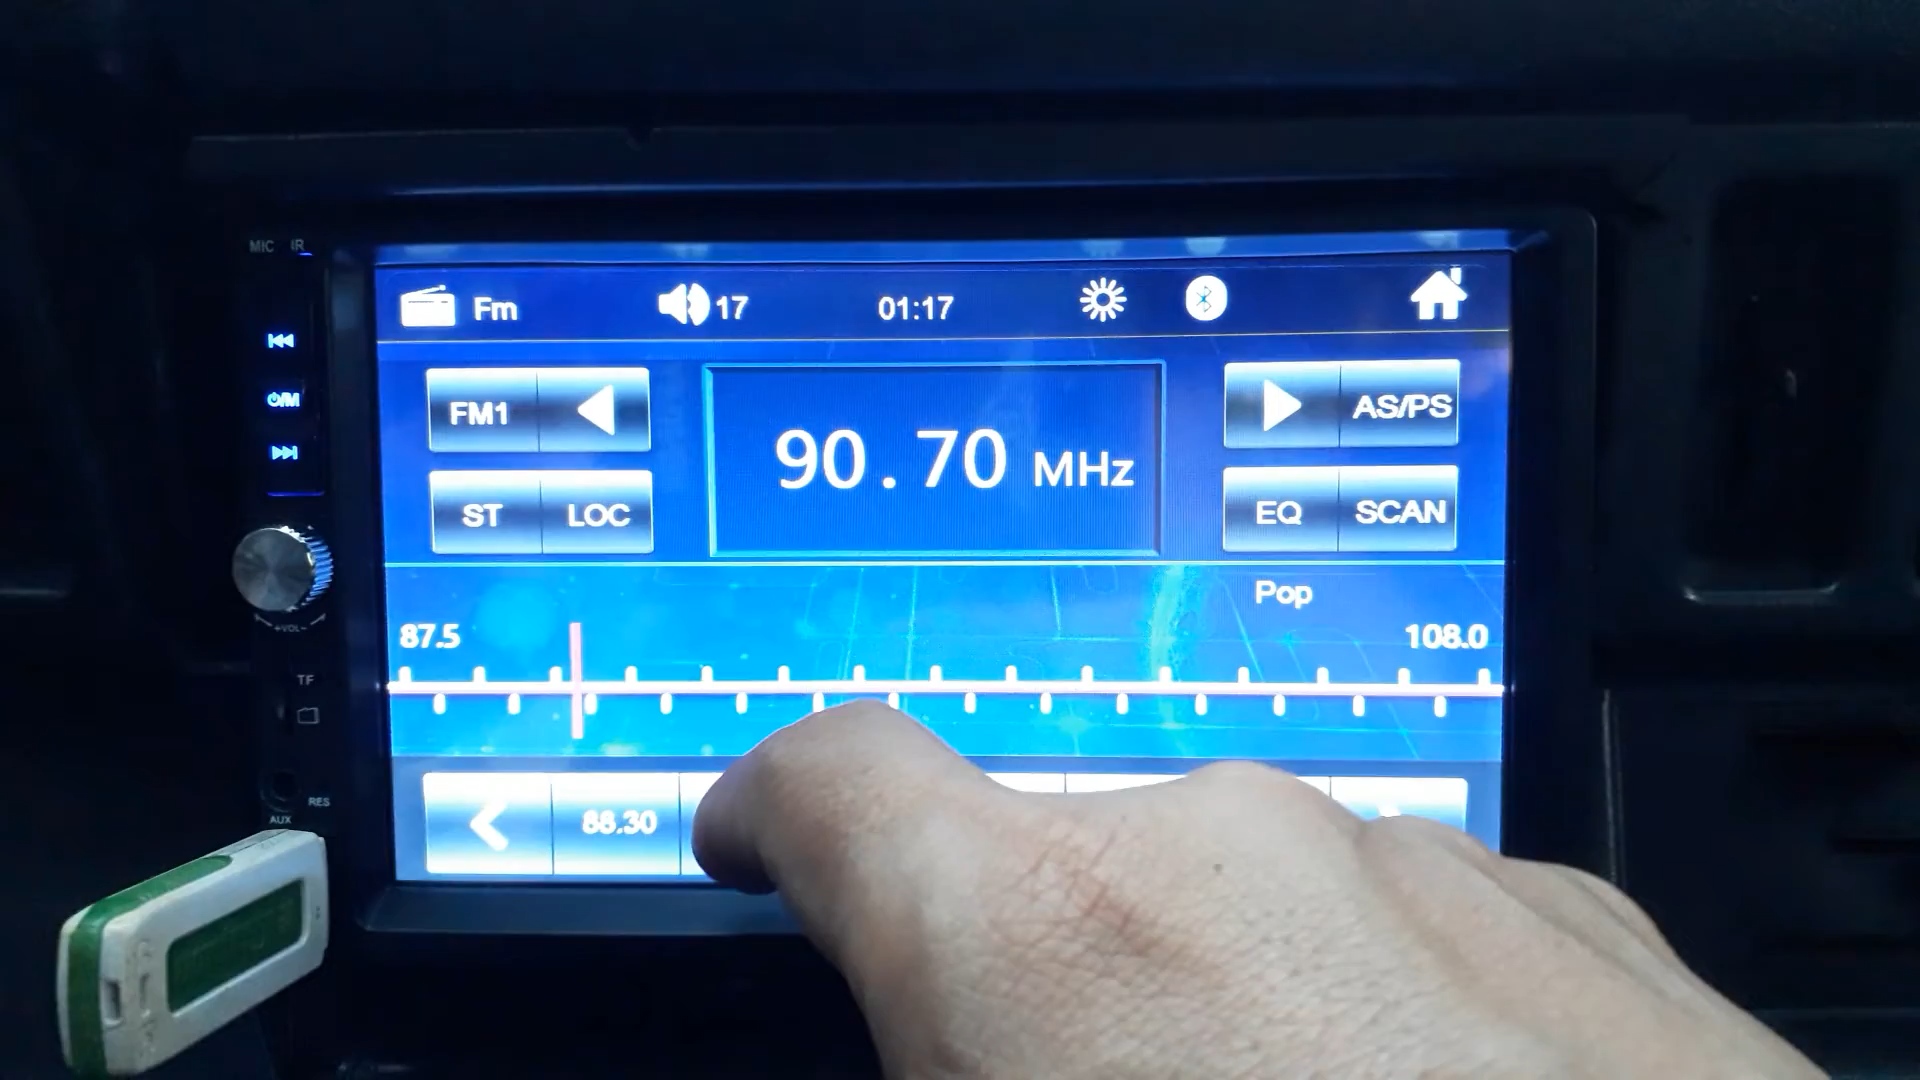 MIC IR
Fm 17 01:17
FM1 AS/PS
90.70 MHz
ST LOC EQ SCAN
Pop
87.5 108.0
+VOL-
TF
88.30
RES
AUX